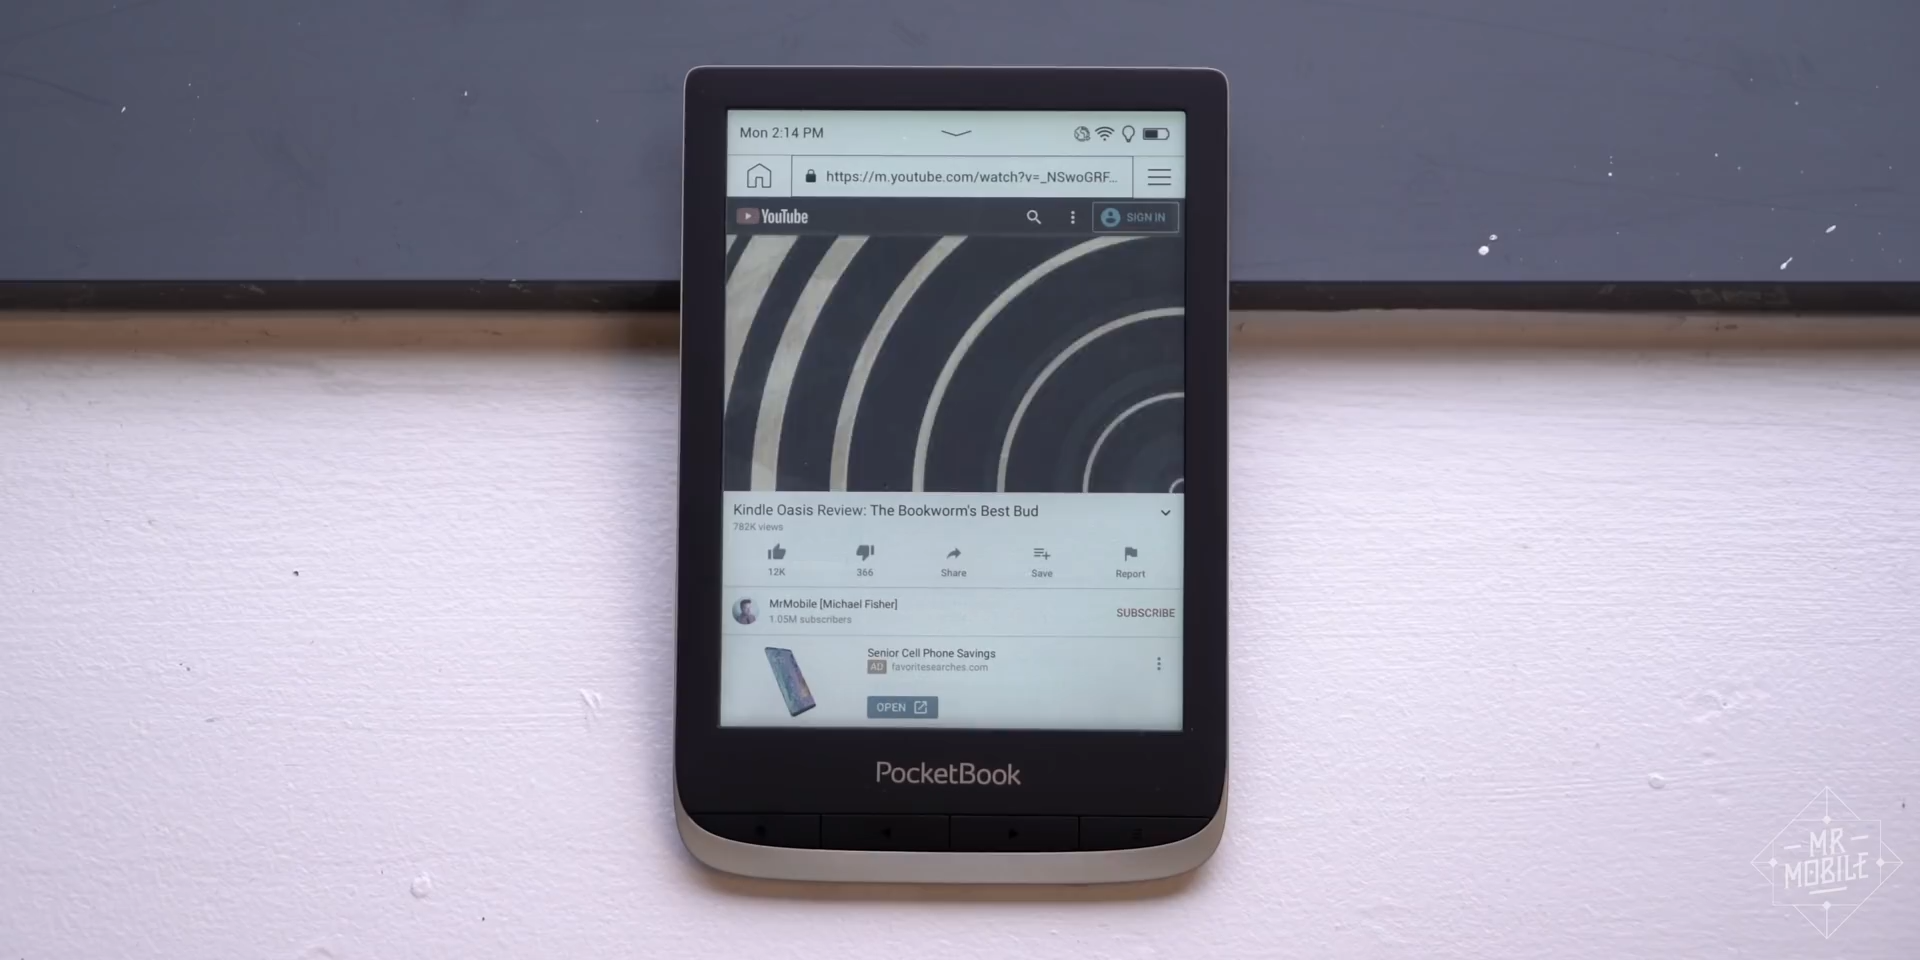 Mon 2:14 PM
https://m.youtube.com/watch?v=_NSwoGRF...
YouTube
SIGN IN
Kindle Oasis Review: The Bookworm's Best Bud
782K views
12K
366
Share
Save
Report
MrMobile [Michael Fisher]
1.05M subscribers
SUBSCRIBE
Senior Cell Phone Savings
AD favoritesearches.com
OPEN
PocketBook
MR
MOBILE